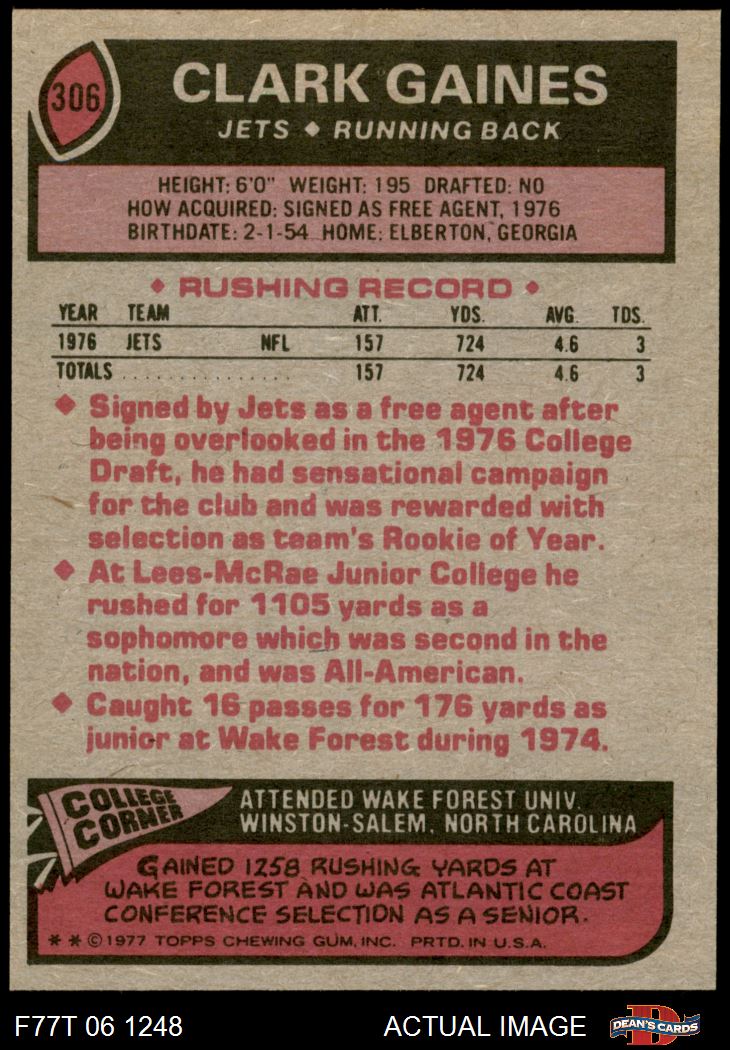 306
CLARK GAINES
JETS ◆ RUNNING BACK
HEIGHT: 6'0" WEIGHT: 195 DRAFTED: NO
HOW ACQUIRED: SIGNED AS FREE AGENT, 1976
BIRTHDATE: 2-1-54 HOME: ELBERTON, GEORGIA
◆ RUSHING RECORD ◆
YEAR TEAM ATT. YDS. AVG. TDS.
1976 JETS NFL 157 724 4.6 3
TOTALS . . . . . . . . . . . . . . . . 157 724 4.6 3
◆ Signed by Jets as a free agent after
being overlooked in the 1976 College
Draft, he had sensational campaign
for the club and was rewarded with
selection as team's Rookie of Year.
◆ At Lees-McRae Junior College he
rushed for 1105 yards as a
sophomore which was second in the
nation, and was All-American.
◆ Caught 16 passes for 176 yards as
junior at Wake Forest during 1974.
COLLEGE
CORNER
ATTENDED WAKE FOREST UNIV.
WINSTON-SALEM, NORTH CAROLINA
GAINED 1258 RUSHING YARDS AT
WAKE FOREST AND WAS ATLANTIC COAST
CONFERENCE SELECTION AS A SENIOR.
* * © 1977 TOPPS CHEWING GUM, INC. PRTD. IN U.S.A.
F77T 06 1248 ACTUAL IMAGE DEAN'S CARDS